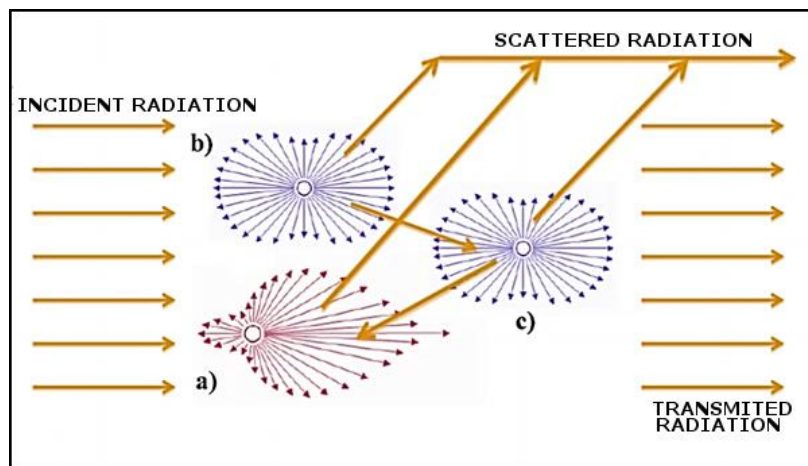 SCATTERED RADIATION
INCIDENT RADIATION
b)
c)
a)
TRANSMITED
RADIATION